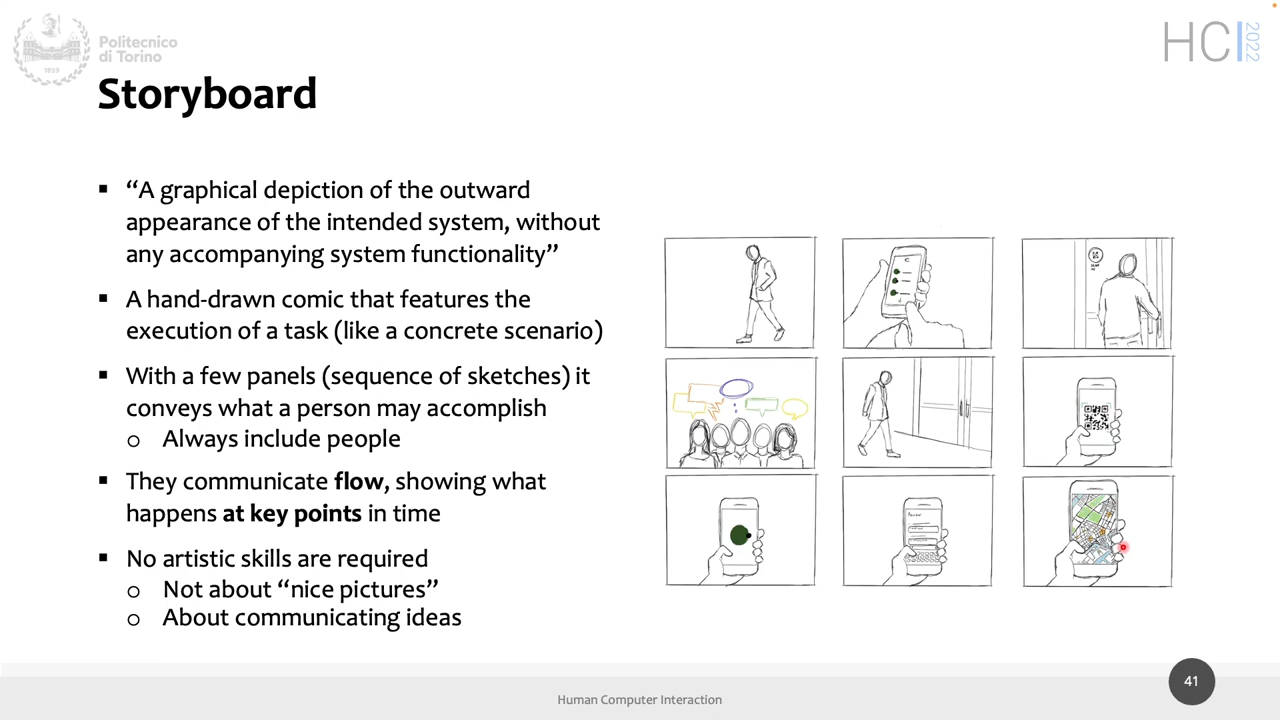 Politecnico
di Torino
1859
HCI 2022
Storyboard
▪ “A graphical depiction of the outward
appearance of the intended system, without
any accompanying system functionality”
▪ A hand-drawn comic that features the
execution of a task (like a concrete scenario)
▪ With a few panels (sequence of sketches) it
conveys what a person may accomplish
o Always include people
▪ They communicate flow, showing what
happens at key points in time
▪ No artistic skills are required
o Not about “nice pictures”
o About communicating ideas
Human Computer Interaction
41